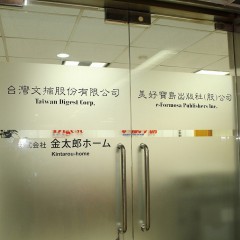 台灣文摘股份有限公司
Taiwan Digest Corp.
美好寶島出版社(股)公司
e-Formosa Publishers Inc.
株式会社 金太郎ホーム
Kintarou-home